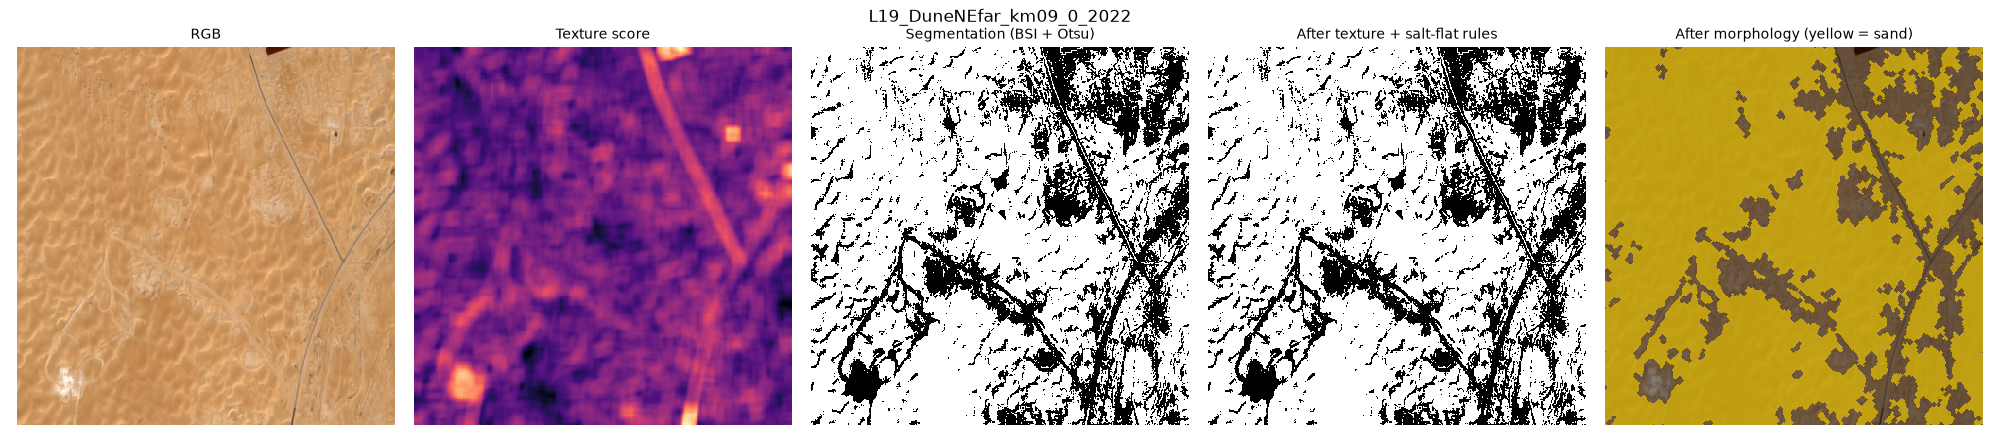 L19_DuneNEfar_km09_0_2022
RGB
Texture score
Segmentation (BSI + Otsu)
After texture + salt-flat rules
After morphology (yellow = sand)